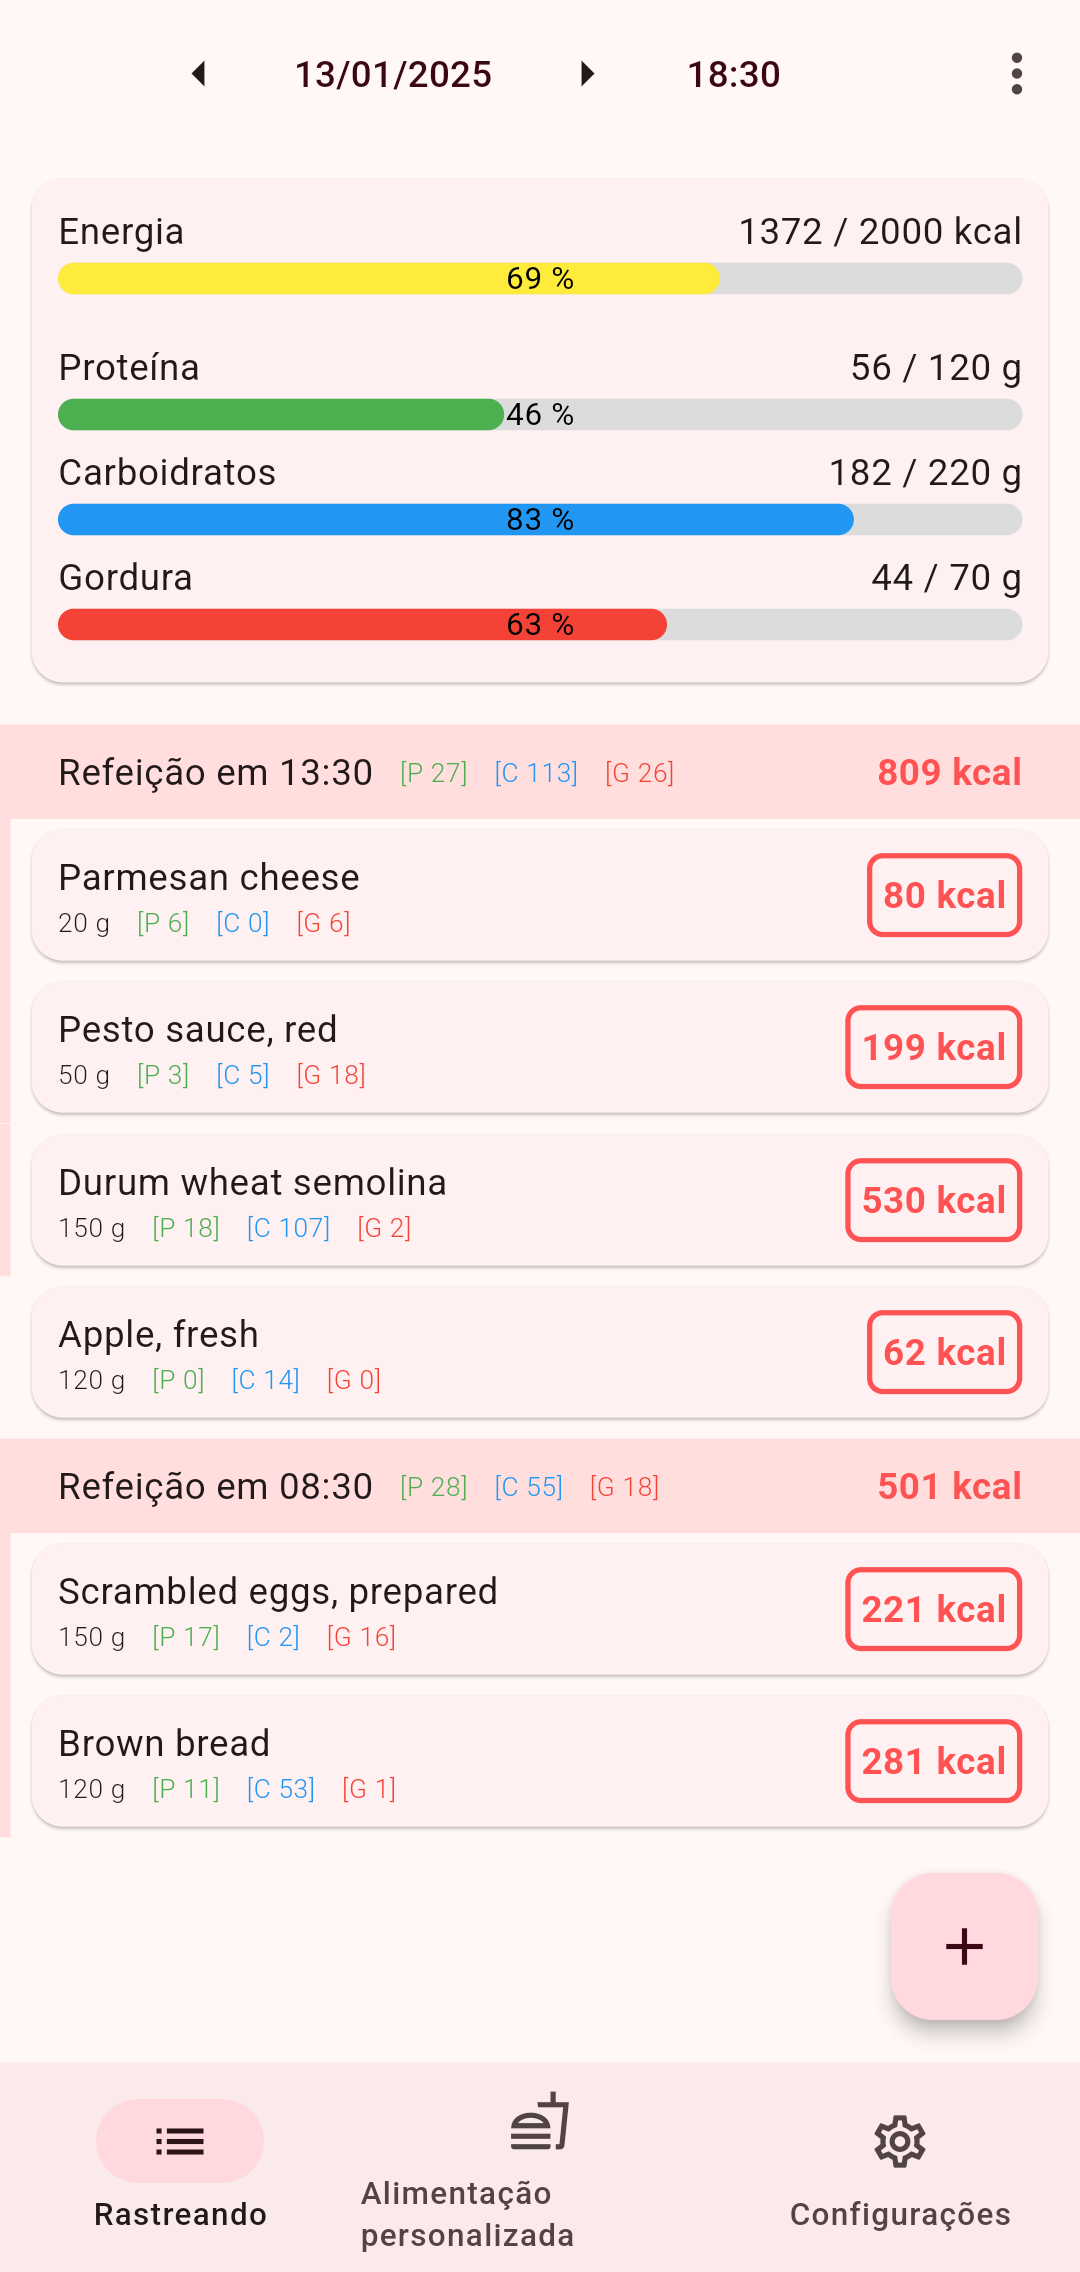 13/01/2025 18:30
Energia 1372 / 2000 kcal
69 %
Proteína 56 / 120 g
46 %
Carboidratos 182 / 220 g
83 %
Gordura 44 / 70 g
63 %
Refeição em 13:30 [P 27] [C 113] [G 26] 809 kcal
Parmesan cheese 80 kcal
20 g [P 6] [C 0] [G 6]
Pesto sauce, red 199 kcal
50 g [P 3] [C 5] [G 18]
Durum wheat semolina 530 kcal
150 g [P 18] [C 107] [G 2]
Apple, fresh 62 kcal
120 g [P 0] [C 14] [G 0]
Refeição em 08:30 [P 28] [C 55] [G 18] 501 kcal
Scrambled eggs, prepared 221 kcal
150 g [P 17] [C 2] [G 16]
Brown bread 281 kcal
120 g [P 11] [C 53] [G 1]
Rastreando
Alimentação
personalizada
Configurações